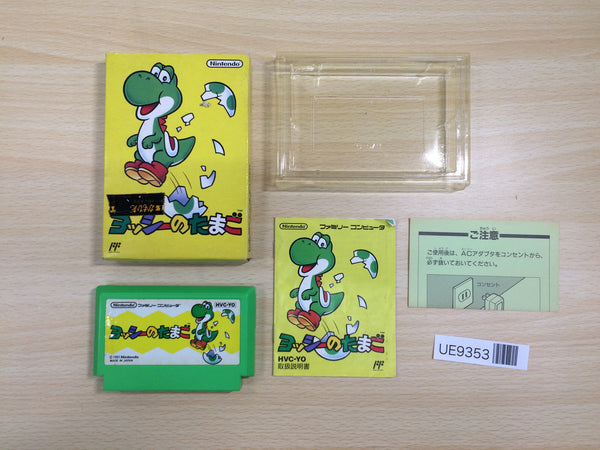 Nintendo
ヨッシーのたまご
Nintendo
ファミリー コンピュータ
HVC-YO
ヨッシーのたまご
©1991 Nintendo
MADE IN JAPAN
Nintendo
ファミリー コンピュータ
ヨッシーのたまご
HVC-YO
取扱説明書
ご注意
ご使用後は、ACアダプタをコンセントから、
必ず抜いておいてください。
コンセント
UE9353